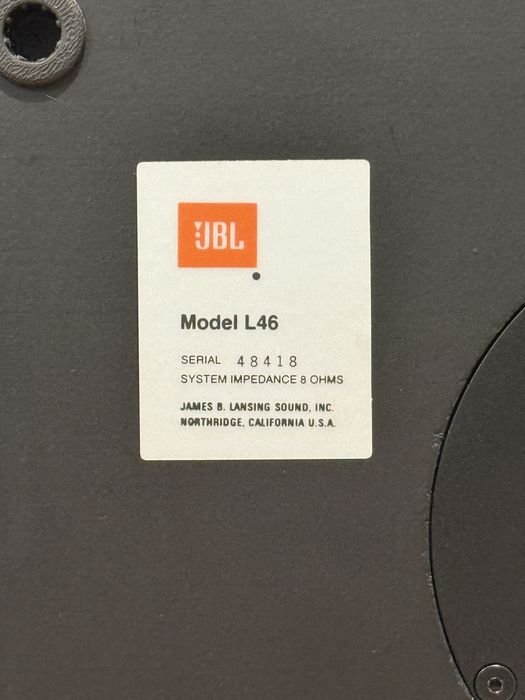 JBL
Model L46
SERIAL 48418
SYSTEM IMPEDANCE 8 OHMS
JAMES B. LANSING SOUND, INC.
NORTHRIDGE, CALIFORNIA U.S.A.